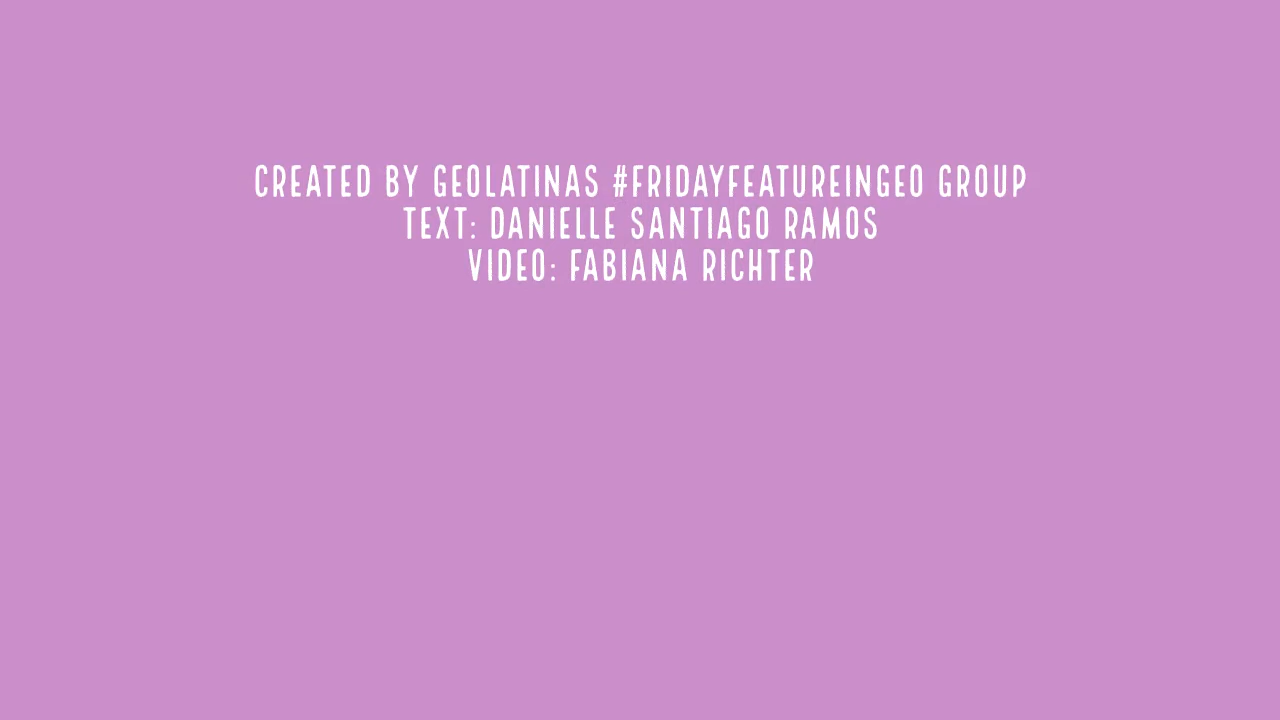 CREATED BY GEOLATINAS #FRIDAYFEATUREINGEO GROUP
TEXT: DANIELLE SANTIAGO RAMOS
VIDEO: FABIANA RICHTER